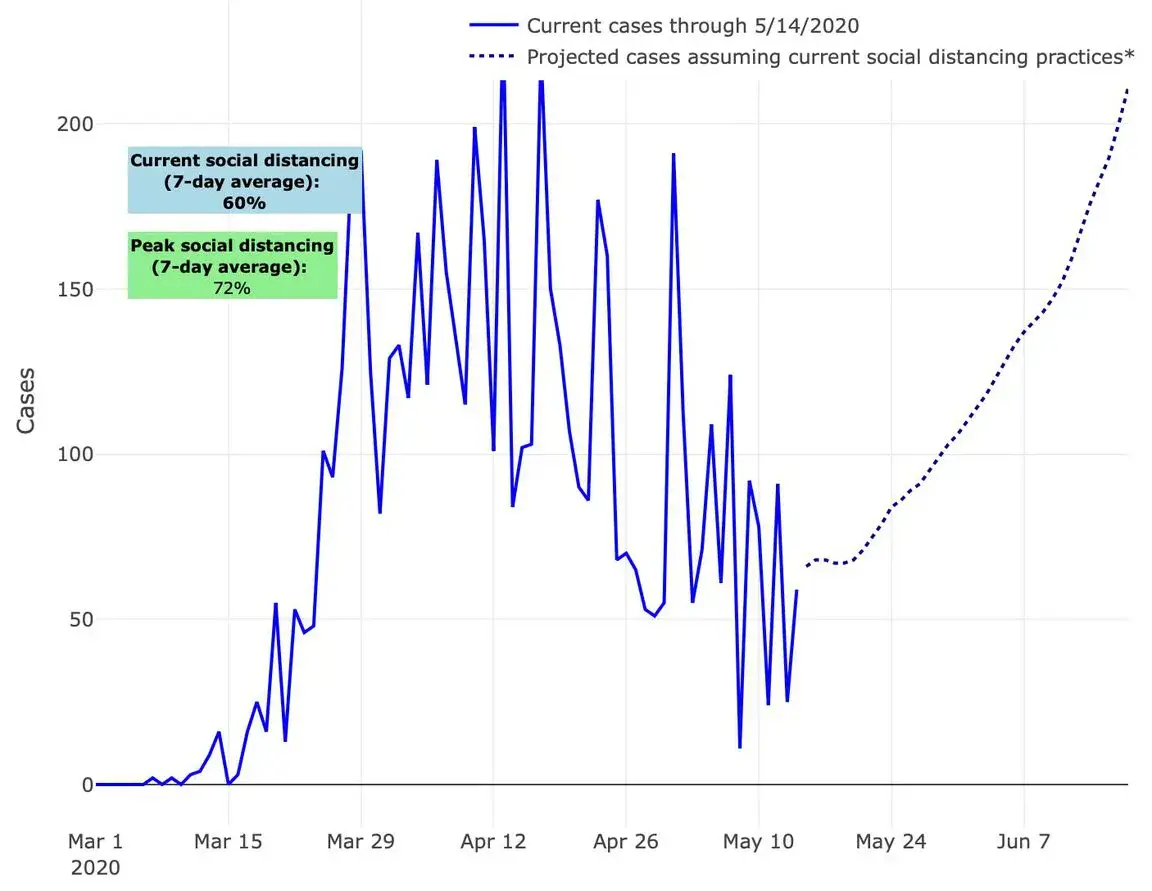 Current cases through 5/14/2020
Projected cases assuming current social distancing practices*
200
Current social distancing
(7-day average):
60%
Peak social distancing
(7-day average):
72%
150
Cases
100
50
0
Mar 1 Mar 15 Mar 29 Apr 12 Apr 26 May 10 May 24 Jun 7
2020